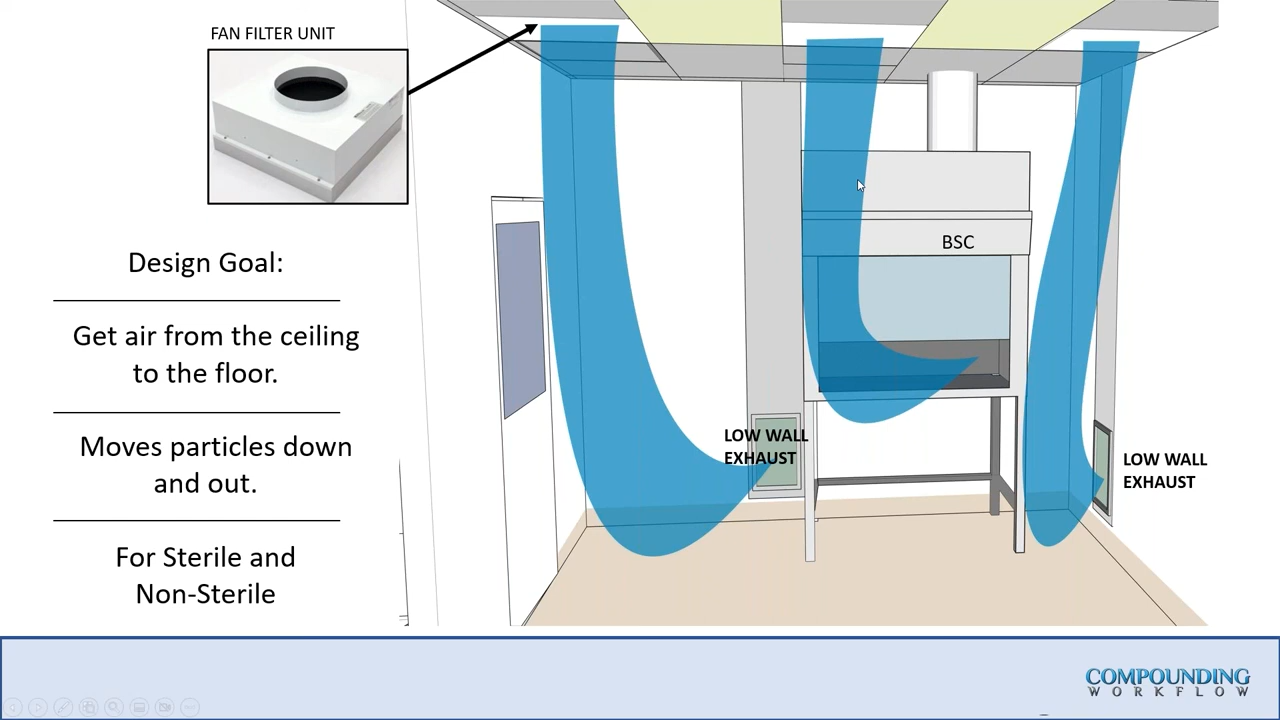 FAN FILTER UNIT
Design Goal:
Get air from the ceiling
to the floor.
Moves particles down
and out.
For Sterile and
Non-Sterile
BSC
LOW WALL
EXHAUST
LOW WALL
EXHAUST
COMPOUNDING
WORKFLOW